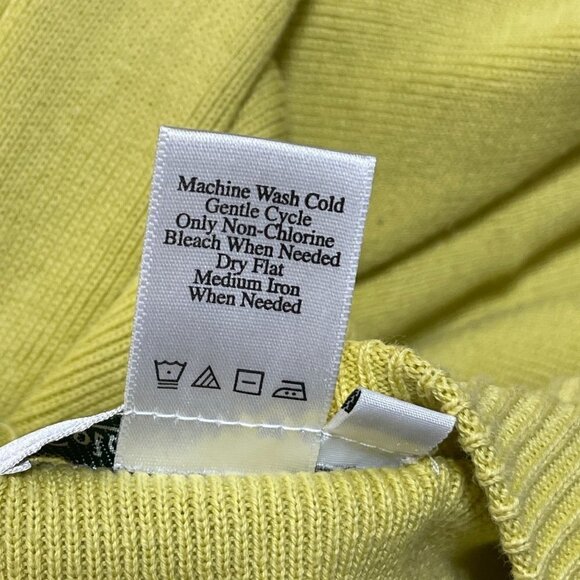 Machine Wash Cold
Gentle Cycle
Only Non-Chlorine
Bleach When Needed
Dry Flat
Medium Iron
When Needed